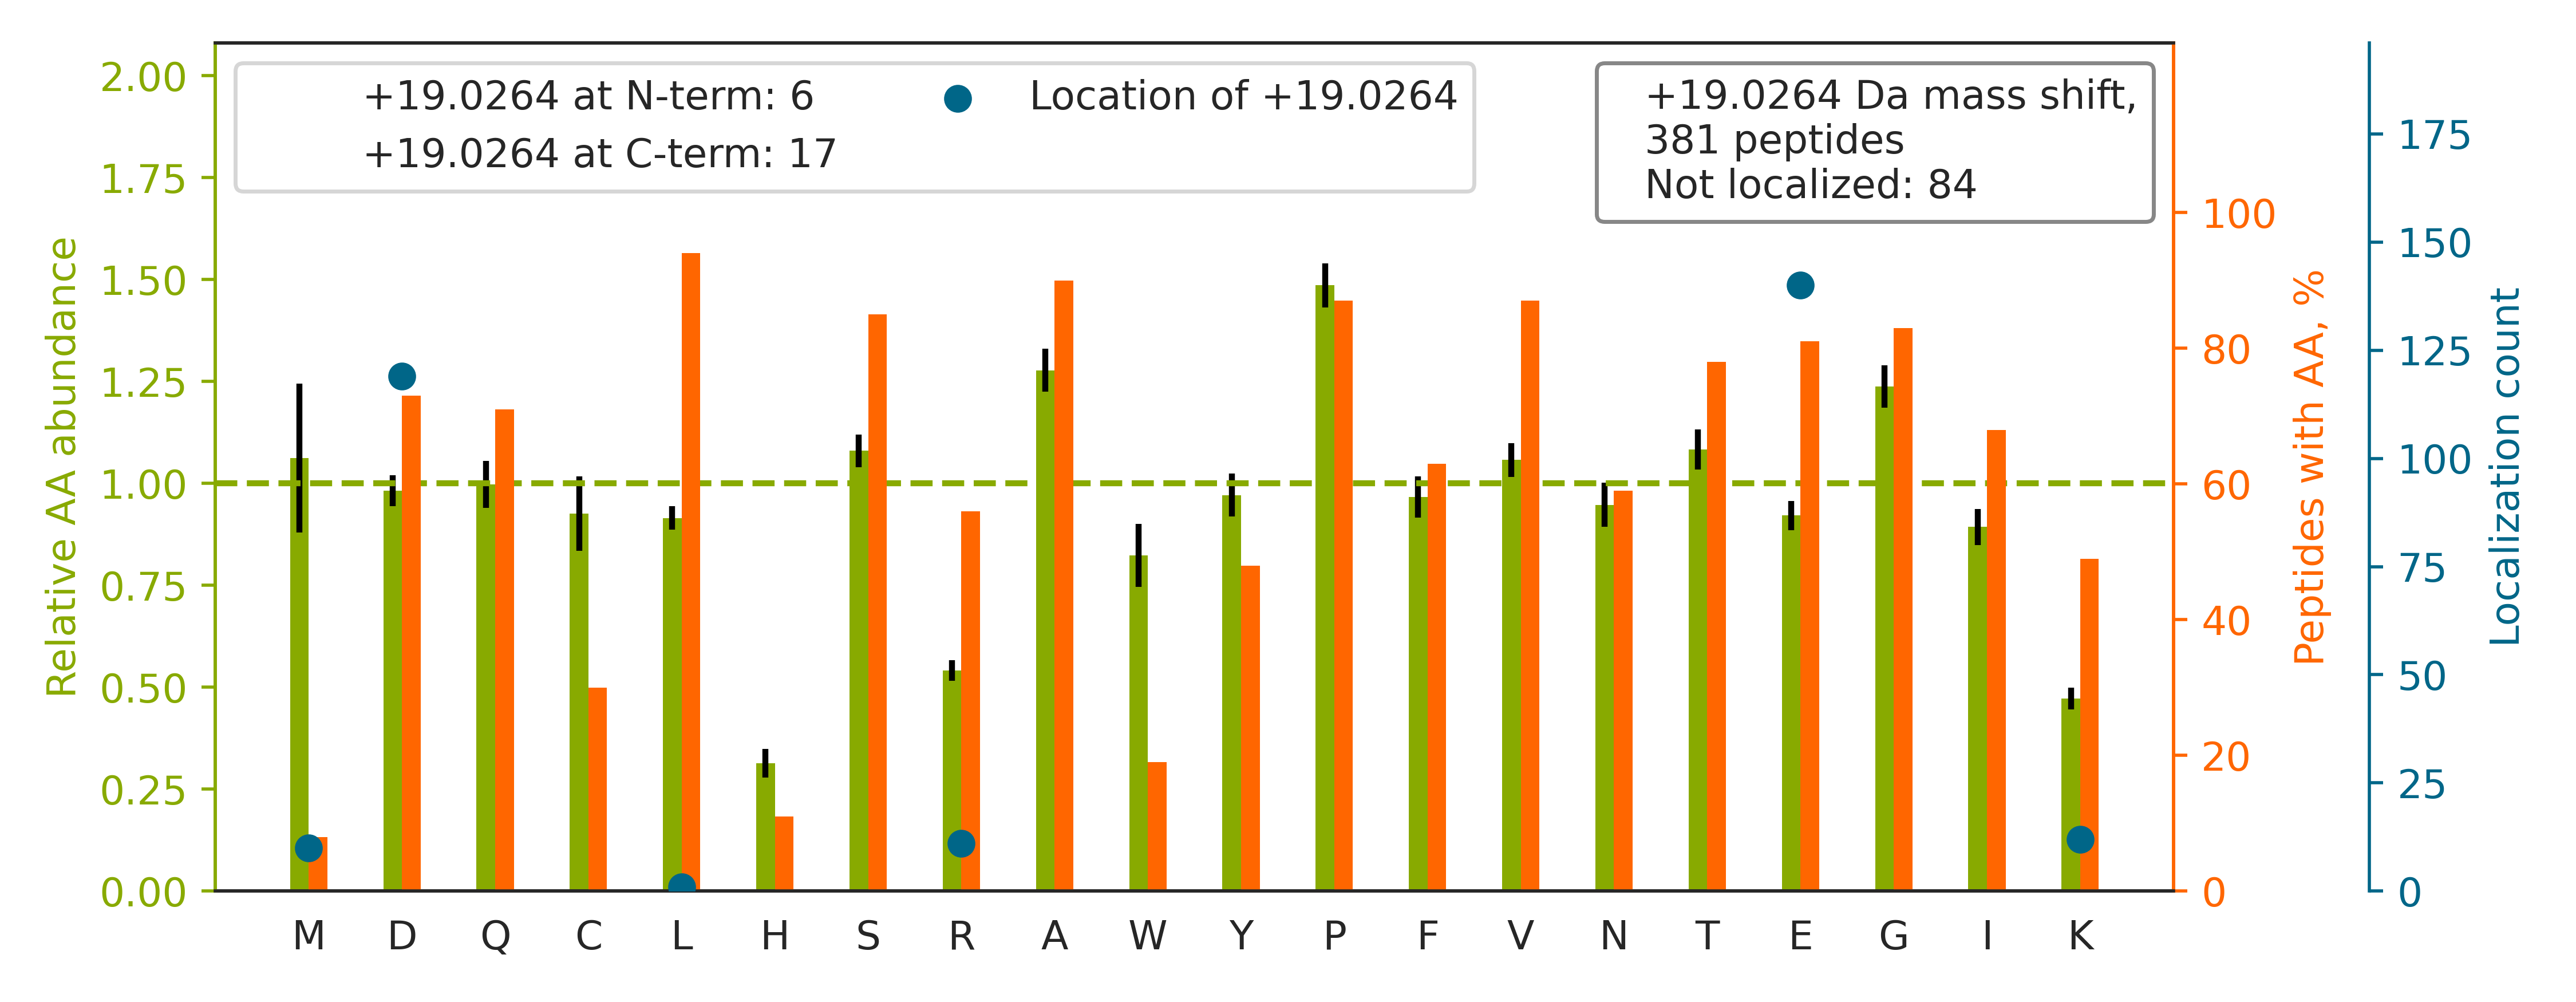 +19.0264 at N-term: 6
+19.0264 at C-term: 17
Location of +19.0264
+19.0264 Da mass shift,
381 peptides
Not localized: 84
Relative AA abundance
2.00
1.75
1.50
1.25
1.00
0.75
0.50
0.25
0.00
M D Q C L H S R A W Y P F V N T E G I K
100
80
60
40
20
0
Peptides with AA, %
175
150
125
100
75
50
25
0
Localization count